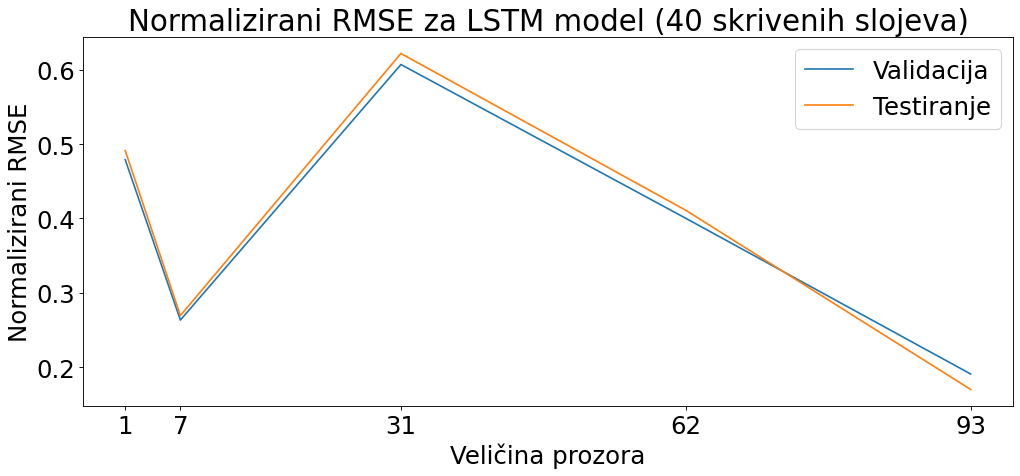 Normalizirani RMSE za LSTM model (40 skrivenih slojeva)
Validacija
Testiranje
Normalizirani RMSE
0.6
0.5
0.4
0.3
0.2
1 7 31 62 93
Veličina prozora